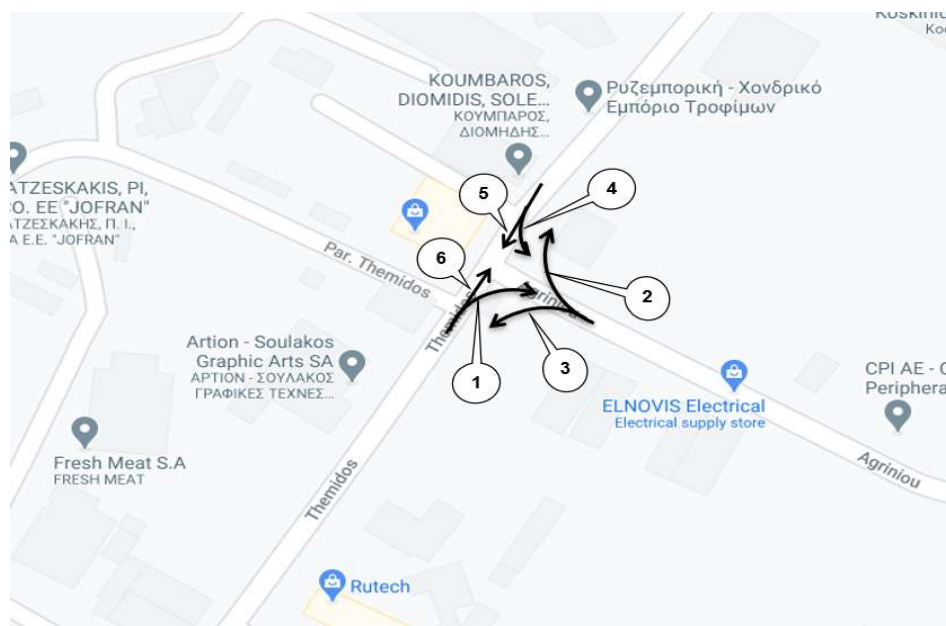 Κοο
KOUMBAROS,
DIOMIDIS, SOLE...
ΚΟΥΜΠΑΡΟΣ,
ΔΙΟΜΗΔΗΣ...
Ρυζεμπορική - Χονδρικό
Εμπόριο Τροφίμων
ATZESKAKIS, PI,
O. EE "JOFRAN"
ΑΤΖΕΣΚΑΚΗΣ, Π. Ι.,
Α Ε.Ε. "JOFRAN"
5
4
6
2
Par. Themidos
Themidos
Agriniou
1
3
Artion - Soulakos
Graphic Arts SA
ΑΡΤΙΟΝ - ΣΟΥΛΑΚΟΣ
ΓΡΑΦΙΚΕΣ ΤΕΧΝΕΣ...
ELNOVIS Electrical
Electrical supply store
CPI AE - C
Periphera
Fresh Meat S.A
FRESH MEAT
Themidos
Agriniou
Rutech